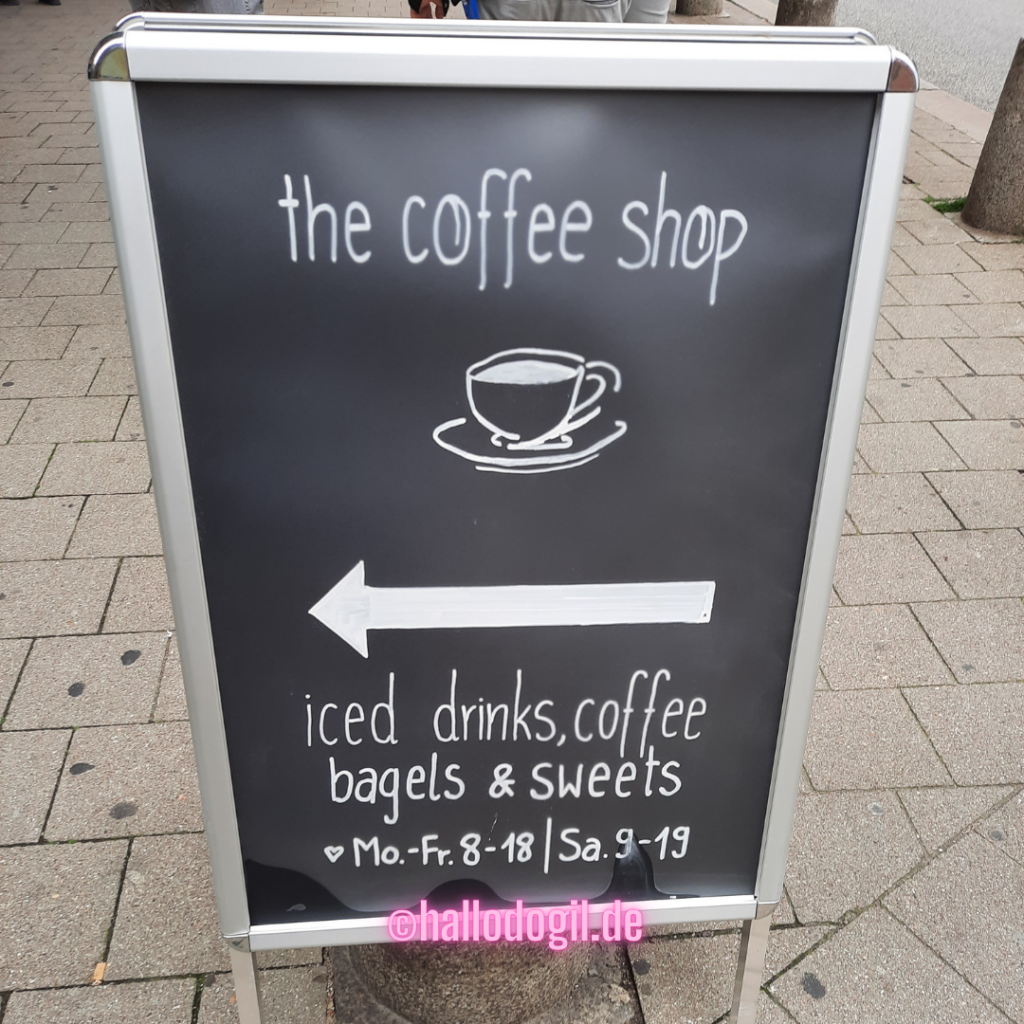 the coffee shop
iced drinks, coffee
bagels & sweets
♡ Mo.-Fr. 8-18 | Sa. 9-19
©hallodogil.de